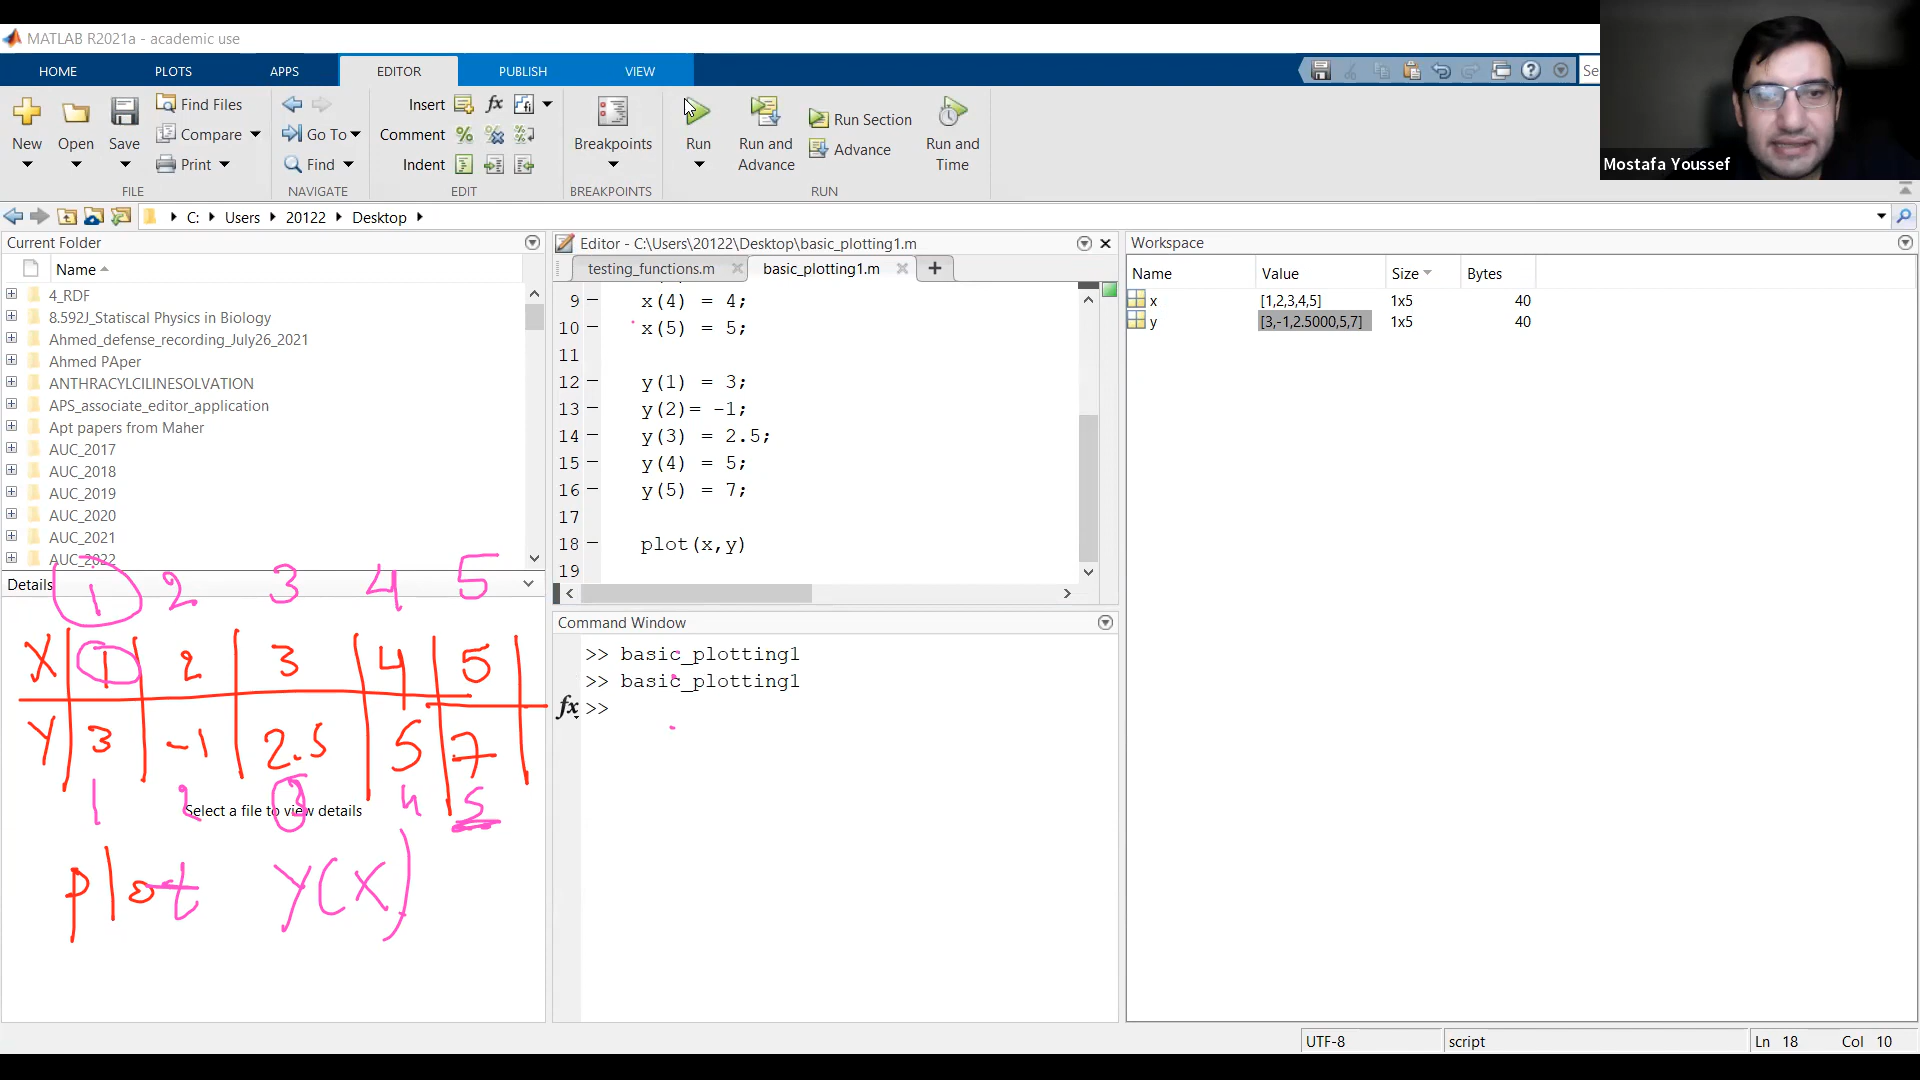 MATLAB R2021a - academic use
HOME PLOTS APPS EDITOR PUBLISH VIEW
Se
New Open Save
Find Files
Compare
Print
FILE
Go To
Find
NAVIGATE
Insert fx
Comment
Indent
EDIT
Breakpoints
BREAKPOINTS
Run
Run and Advance
Run Section
Advance
Run and Time
RUN
Mostafa Youssef
C: Users 20122 Desktop
Current Folder
Name
4_RDF
8.592J_Statiscal Physics in Biology
Ahmed_defense_recording_July26_2021
Ahmed PAper
ANTHRACYLCILINESOLVATION
APS_associate_editor_application
Apt papers from Maher
AUC_2017
AUC_2018
AUC_2019
AUC_2020
AUC_2021
AUC_2022
Details
Select a file to view details
1 2 3 4 5
X 1 2 3 4 5
Y 3 -1 2.5 5 7
1 2 3 4 5
plot Y(X)
Editor - C:\Users\20122\Desktop\basic_plotting1.m
testing_functions.m basic_plotting1.m
9 x(4) = 4;
10 x(5) = 5;
11
12 y(1) = 3;
13 y(2)= -1;
14 y(3) = 2.5;
15 y(4) = 5;
16 y(5) = 7;
17
18 plot(x,y)
19
Command Window
>> basic_plotting1
>> basic_plotting1
fx >>
Workspace
Name Value Size Bytes
x [1,2,3,4,5] 1x5 40
y [3,-1,2.5000,5,7] 1x5 40
UTF-8 script Ln 18 Col 10